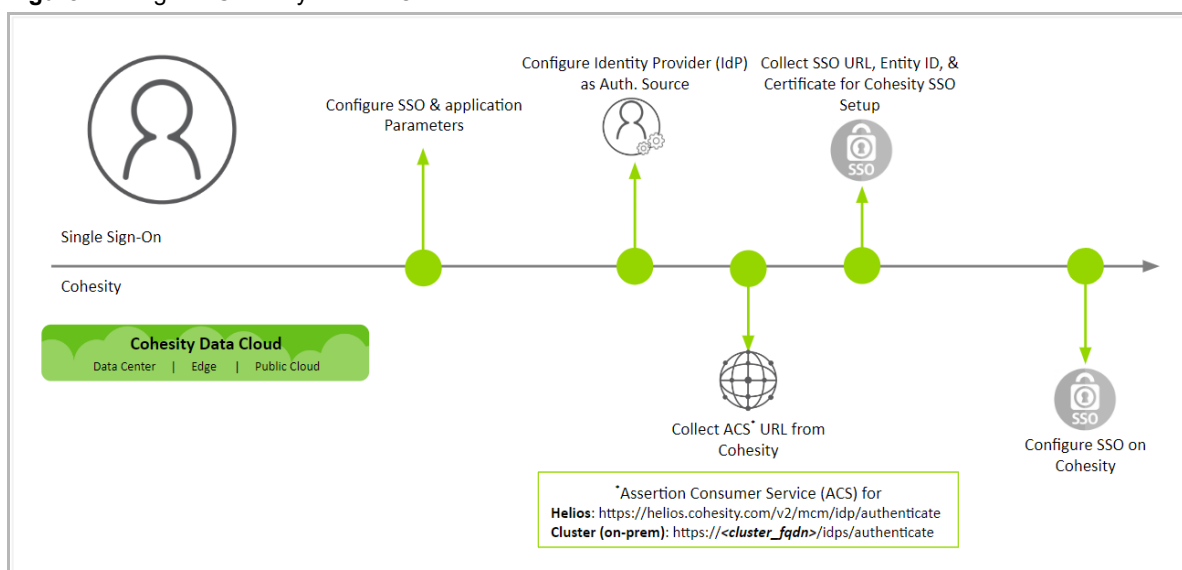 Configure Identity Provider (IdP)
as Auth. Source
Collect SSO URL, Entity ID, &
Certificate for Cohesity SSO
Setup
Configure SSO & application
Parameters
SSO
Single Sign-On
Cohesity
Cohesity Data Cloud
Data Center | Edge | Public Cloud
Collect ACS* URL from
Cohesity
SSO
Configure SSO on
Cohesity
*Assertion Consumer Service (ACS) for
Helios: https://helios.cohesity.com/v2/mcm/idp/authenticate
Cluster (on-prem): https://<cluster_fqdn>/idps/authenticate